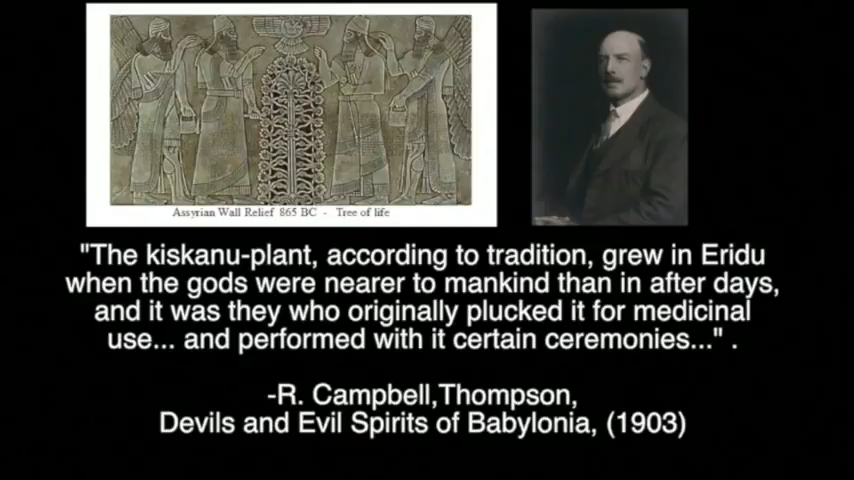 Assyrian Wall Relief 865 BC - Tree of life
"The kiskanu-plant, according to tradition, grew in Eridu
when the gods were nearer to mankind than in after days,
and it was they who originally plucked it for medicinal
use... and performed with it certain ceremonies..." .
-R. Campbell,Thompson,
Devils and Evil Spirits of Babylonia, (1903)